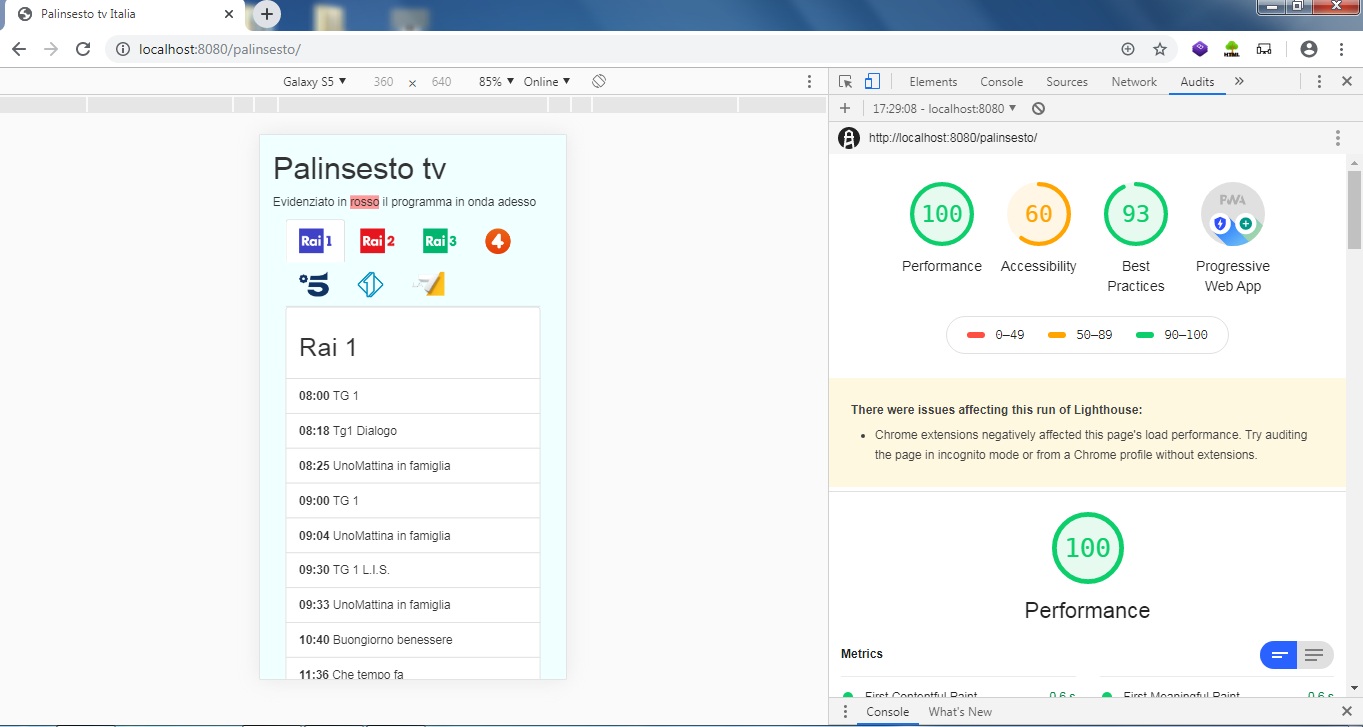 Palinsesto tv Italia
localhost:8080/palinsesto/
HTML
Galaxy S5 ▼ 360 × 640 85% ▼ Online ▼
Palinsesto tv
Evidenziato in rosso il programma in onda adesso
Rai 1 Rai 2 Rai 3 4
5 1
Rai 1
08:00 TG 1
08:18 Tg1 Dialogo
08:25 UnoMattina in famiglia
09:00 TG 1
09:04 UnoMattina in famiglia
09:30 TG 1 L.I.S.
09:33 UnoMattina in famiglia
10:40 Buongiorno benessere
11:36 Che tempo fa
Elements Console Sources Network Audits »
17:29:08 - localhost:8080 ▼
http://localhost:8080/palinsesto/
100 60 93 PWA
Performance Accessibility Best Practices Progressive Web App
0–49 50–89 90–100
There were issues affecting this run of Lighthouse:
• Chrome extensions negatively affected this page's load performance. Try auditing
the page in incognito mode or from a Chrome profile without extensions.
100
Performance
Metrics
First Contentful Paint 0.6 s First Meaningful Paint 0.6 s
Console What's New